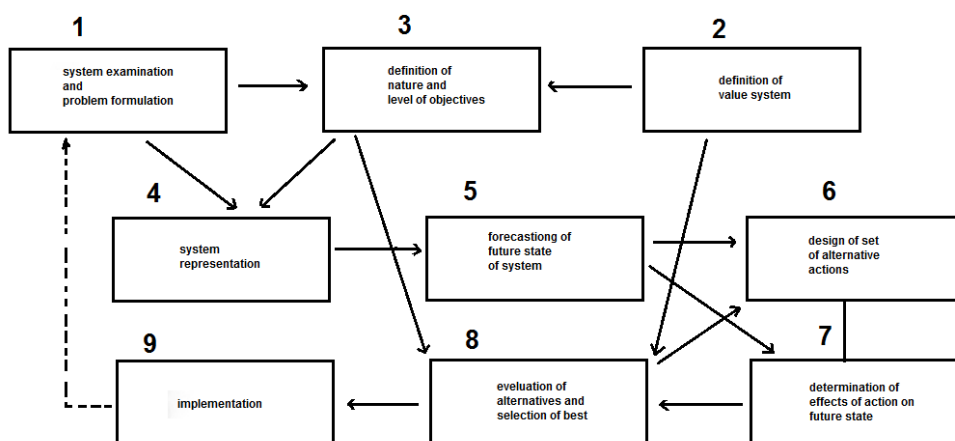 1
system examination
and
problem formulation
3
definition of
nature and
level of objectives
2
definition of
value system
4
system
representation
5
forecastiong of
future state
of system
6
design of set
of alternative
actions
9
implementation
8
eveluation of
alternatives and
selection of best
7
determination of
effects of action on
future state